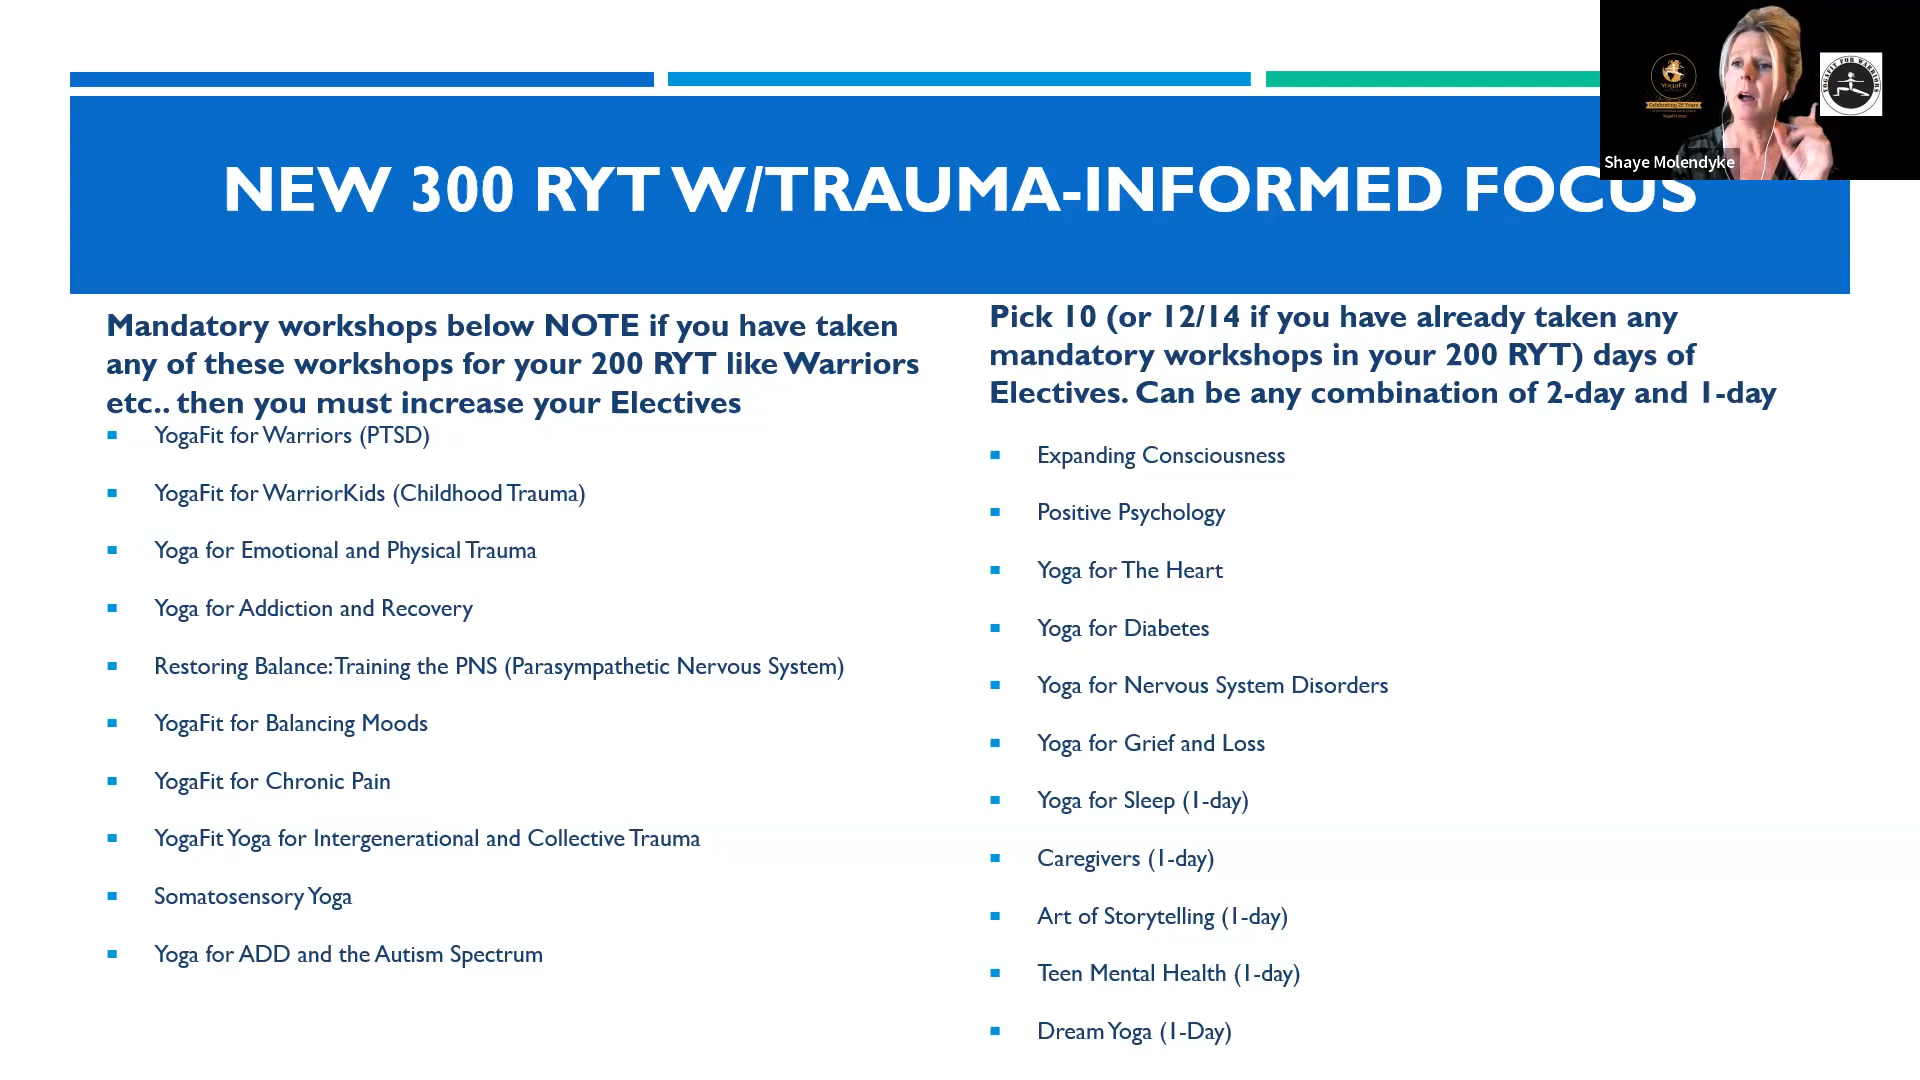 NEW 300 RYT W/TRAUMA-INFORMED FOCUS
Shaye Molendyke
YogaFit
Celebrating 25 Years
YOGAFIT FOR WARRIORS
Mandatory workshops below NOTE if you have taken
any of these workshops for your 200 RYT like Warriors
etc.. then you must increase your Electives
YogaFit for Warriors (PTSD)
YogaFit for WarriorKids (Childhood Trauma)
Yoga for Emotional and Physical Trauma
Yoga for Addiction and Recovery
Restoring Balance: Training the PNS (Parasympathetic Nervous System)
YogaFit for Balancing Moods
YogaFit for Chronic Pain
YogaFit Yoga for Intergenerational and Collective Trauma
Somatosensory Yoga
Yoga for ADD and the Autism Spectrum
Pick 10 (or 12/14 if you have already taken any
mandatory workshops in your 200 RYT) days of
Electives. Can be any combination of 2-day and 1-day
Expanding Consciousness
Positive Psychology
Yoga for The Heart
Yoga for Diabetes
Yoga for Nervous System Disorders
Yoga for Grief and Loss
Yoga for Sleep (1-day)
Caregivers (1-day)
Art of Storytelling (1-day)
Teen Mental Health (1-day)
Dream Yoga (1-Day)